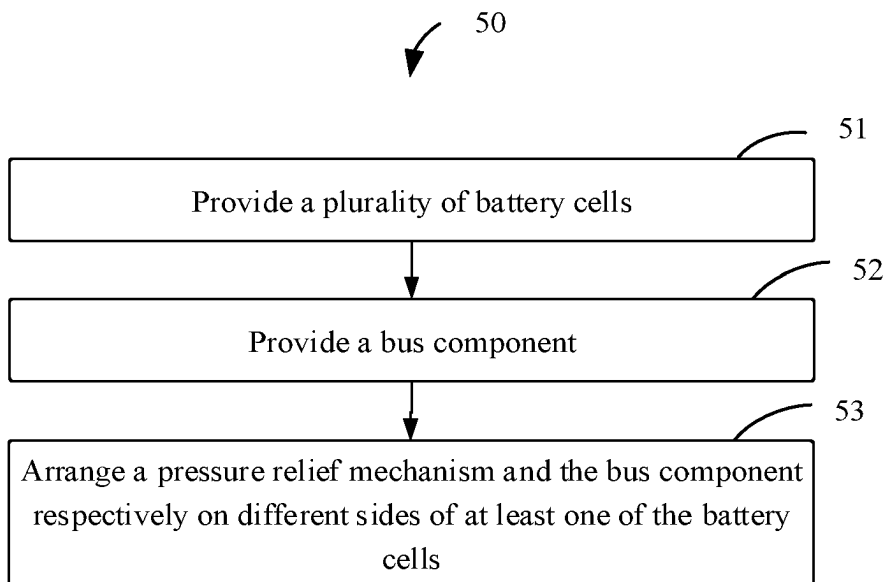 50
51
Provide a plurality of battery cells
52
Provide a bus component
53
Arrange a pressure relief mechanism and the bus component
respectively on different sides of at least one of the battery
cells